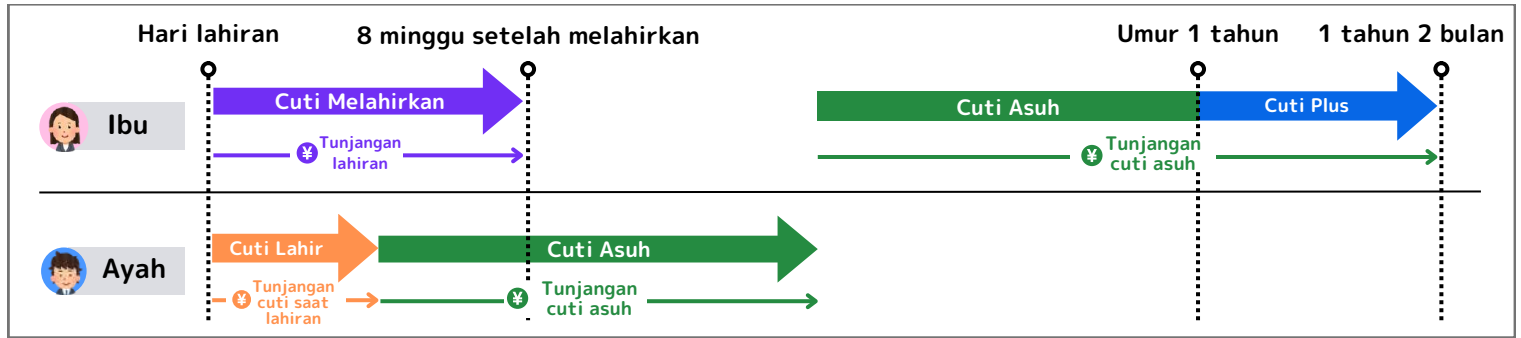 Hari lahiran
8 minggu setelah melahirkan
Umur 1 tahun
1 tahun 2 bulan
Ibu
Cuti Melahirkan
Cuti Asuh
Cuti Plus
¥ Tunjangan
lahiran
¥ Tunjangan
cuti asuh
Ayah
Cuti Lahir
Cuti Asuh
¥ Tunjangan
cuti saat
lahiran
¥ Tunjangan
cuti asuh